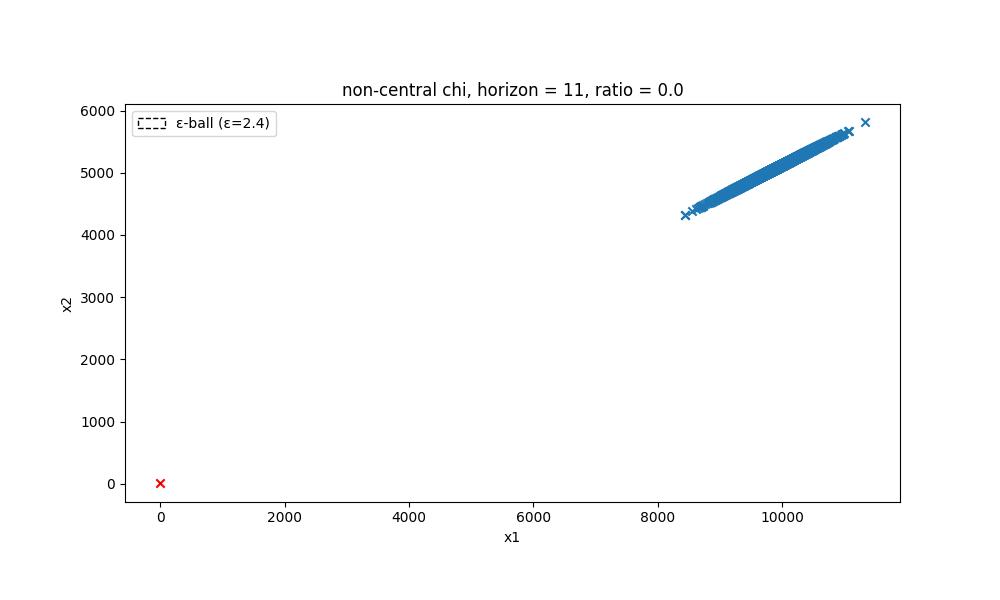 non-central chi, horizon = 11, ratio = 0.0
ε-ball (ε=2.4)
6000
5000
4000
3000
2000
1000
0
x2
0 2000 4000 6000 8000 10000
x1